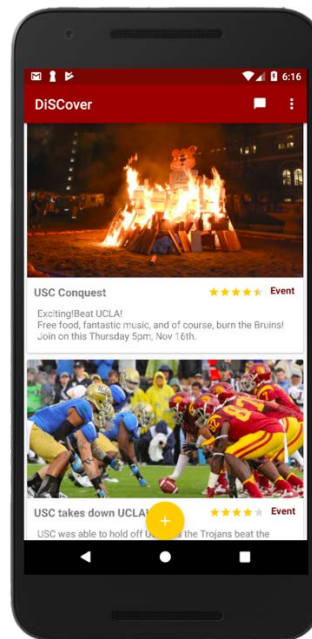 6:16
DiSCover
USC Conquest
Event
Exciting!Beat UCLA!
Free food, fantastic music, and of course, burn the Bruins!
Join on this Thursday 5pm, Nov 16th.
USC takes down UCLA!
Event
USC was able to hold off the Trojans beat the